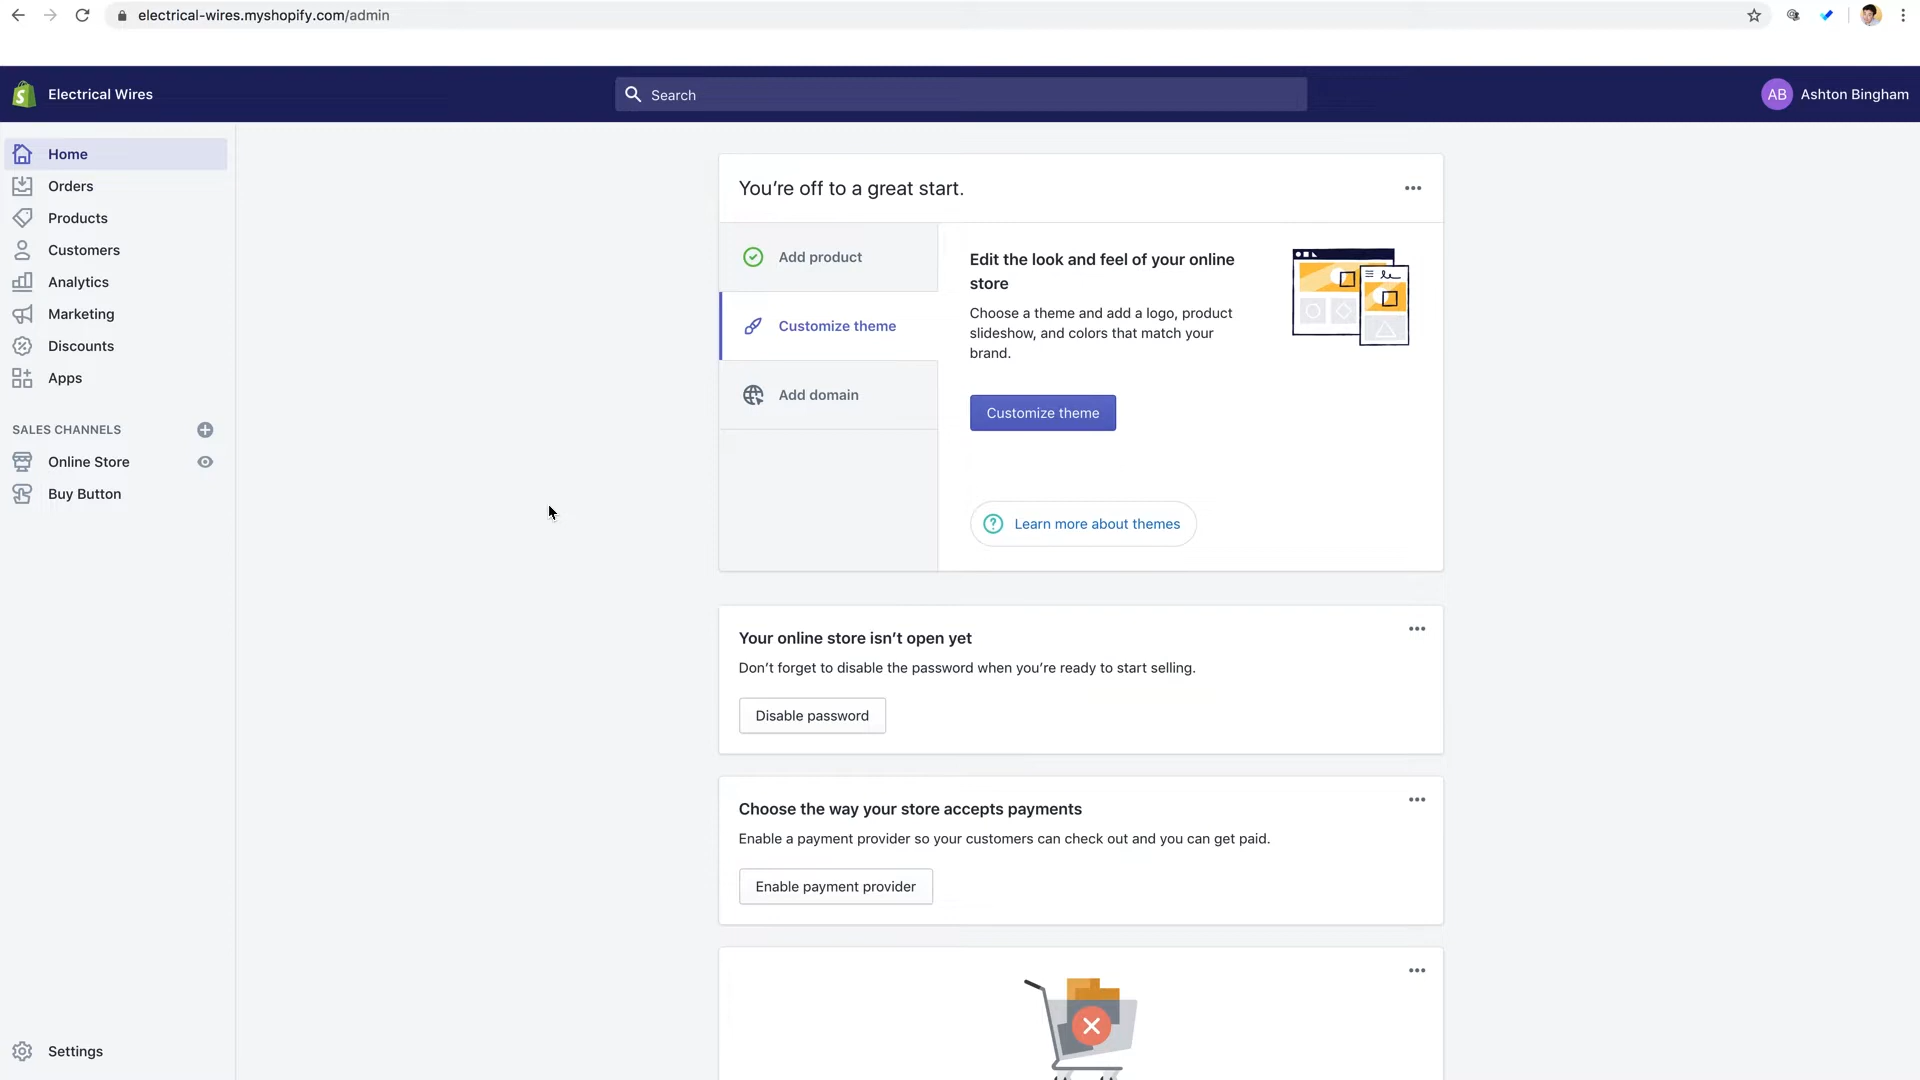 electrical-wires.myshopify.com/admin
Electrical Wires
Search
AB
Ashton Bingham
Home
Orders
Products
Customers
Analytics
Marketing
Discounts
Apps
SALES CHANNELS
Online Store
Buy Button
Settings
You're off to a great start.
Add product
Customize theme
Add domain
Edit the look and feel of your online
store
Choose a theme and add a logo, product
slideshow, and colors that match your
brand.
Customize theme
Learn more about themes
Your online store isn't open yet
Don't forget to disable the password when you're ready to start selling.
Disable password
Choose the way your store accepts payments
Enable a payment provider so your customers can check out and you can get paid.
Enable payment provider